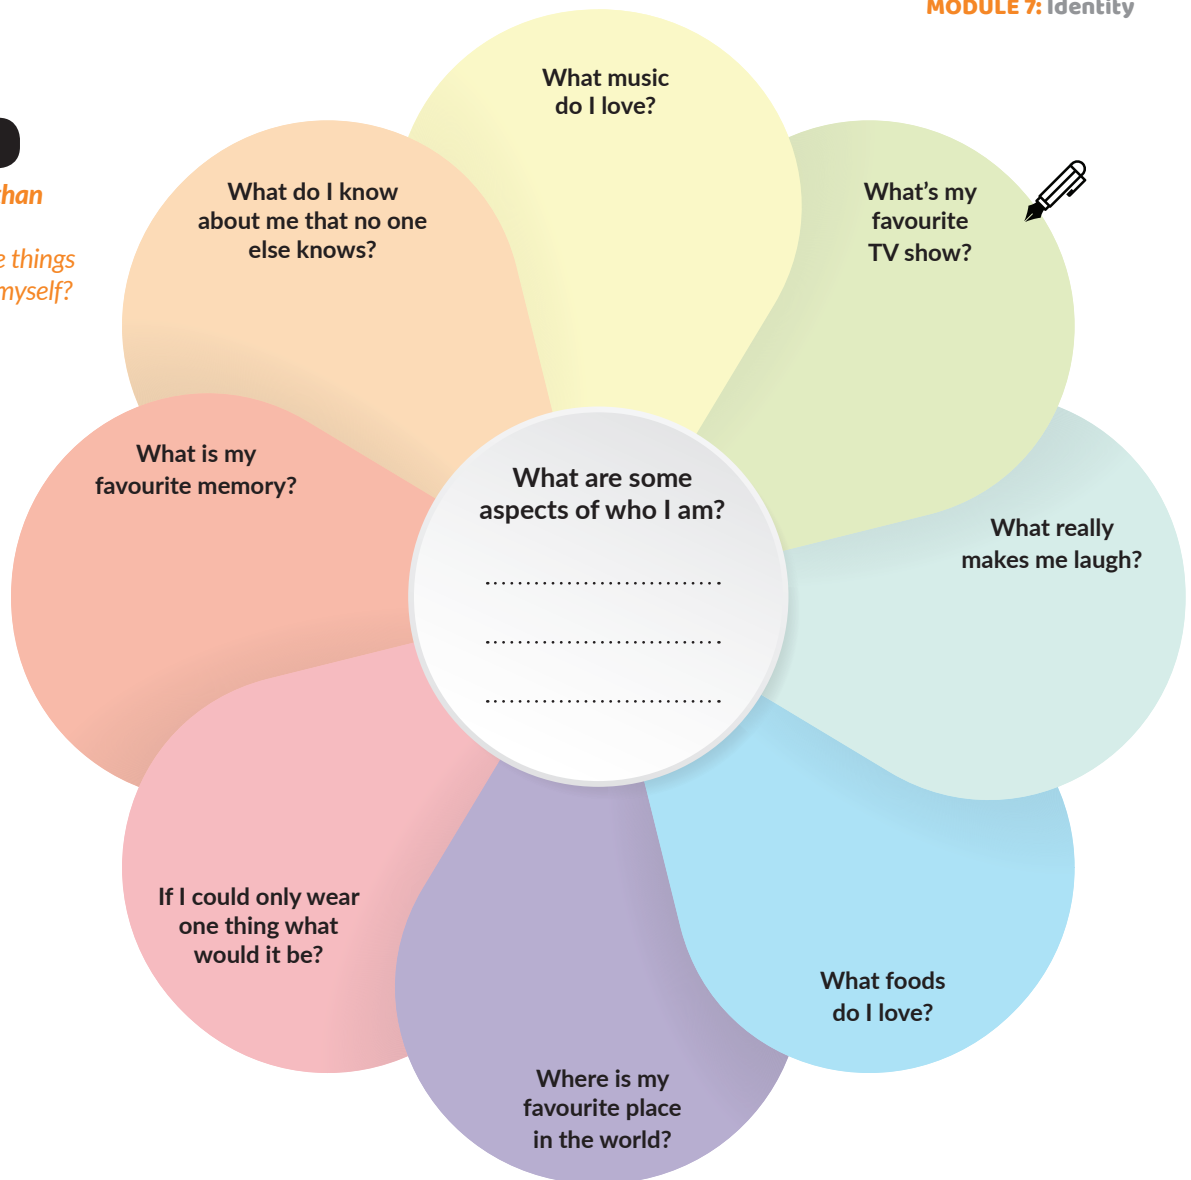 MODULE 7: Identity
What music
do I love?
What's my
favourite
TV show?
What do I know
about me that no one
else knows?
than
things
myself?
What is my
favourite memory?
What are some
aspects of who I am?
What really
makes me laugh?
If I could only wear
one thing what
would it be?
What foods
do I love?
Where is my
favourite place
in the world?